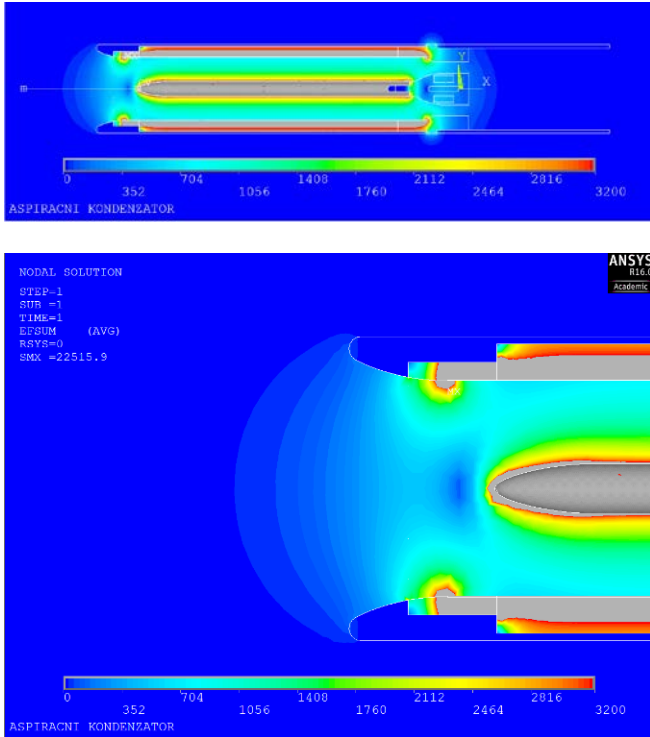 Y
X
0 704 1408 2112 2816
352 1056 1760 2464 3200
ASPIRACNI KONDENZATOR
ANSYS
R16.0
Academic
NODAL SOLUTION
STEP=1
SUB =1
TIME=1
EFSUM (AVG)
RSYS=0
SMX =22515.9
0 704 1408 2112 2816
352 1056 1760 2464 3200
ASPIRACNI KONDENZATOR